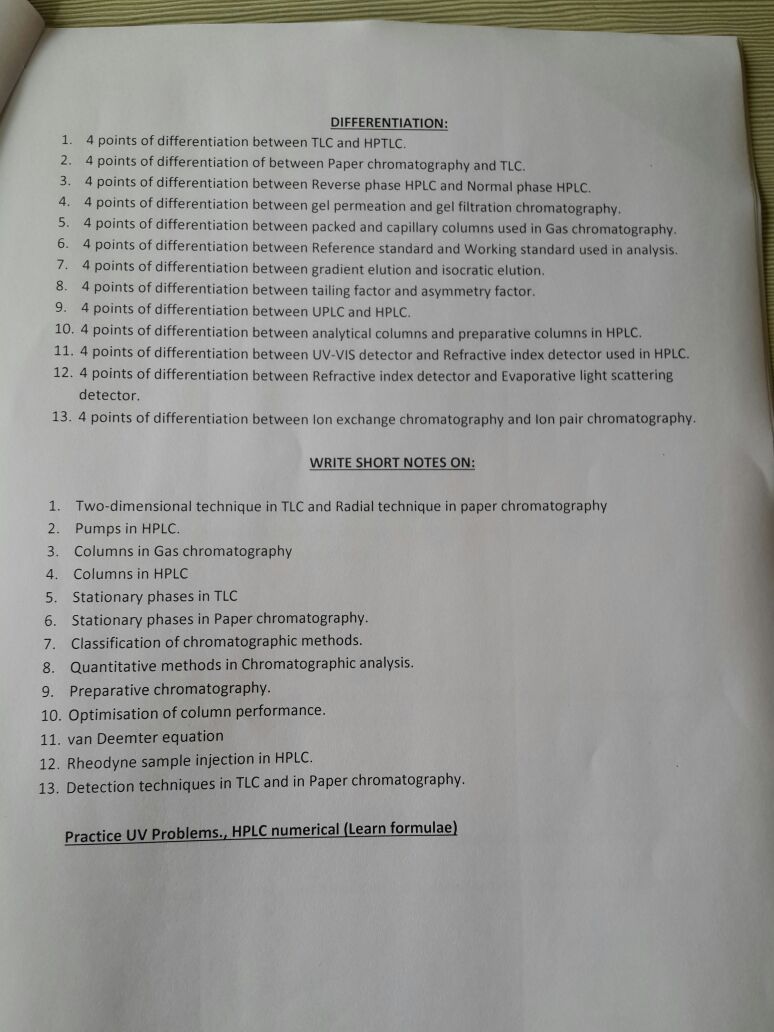 DIFFERENTIATION:
1. 4 points of differentiation between TLC and HPTLC.
2. 4 points of differentiation of between Paper chromatography and TLC.
3. 4 points of differentiation between Reverse phase HPLC and Normal phase HPLC.
4. 4 points of differentiation between gel permeation and gel filtration chromatography.
5. 4 points of differentiation between packed and capillary columns used in Gas chromatography.
6. 4 points of differentiation between Reference standard and Working standard used in analysis.
7. 4 points of differentiation between gradient elution and isocratic elution.
8. 4 points of differentiation between tailing factor and asymmetry factor.
9. 4 points of differentiation between UPLC and HPLC.
10. 4 points of differentiation between analytical columns and preparative columns in HPLC.
11. 4 points of differentiation between UV-VIS detector and Refractive index detector used in HPLC.
12. 4 points of differentiation between Refractive index detector and Evaporative light scattering
detector.
13. 4 points of differentiation between Ion exchange chromatography and Ion pair chromatography.
WRITE SHORT NOTES ON:
1. Two-dimensional technique in TLC and Radial technique in paper chromatography
2. Pumps in HPLC.
3. Columns in Gas chromatography
4. Columns in HPLC
5. Stationary phases in TLC
6. Stationary phases in Paper chromatography.
7. Classification of chromatographic methods.
8. Quantitative methods in Chromatographic analysis.
9. Preparative chromatography.
10. Optimisation of column performance.
11. van Deemter equation
12. Rheodyne sample injection in HPLC.
13. Detection techniques in TLC and in Paper chromatography.
Practice UV Problems., HPLC numerical (Learn formulae)